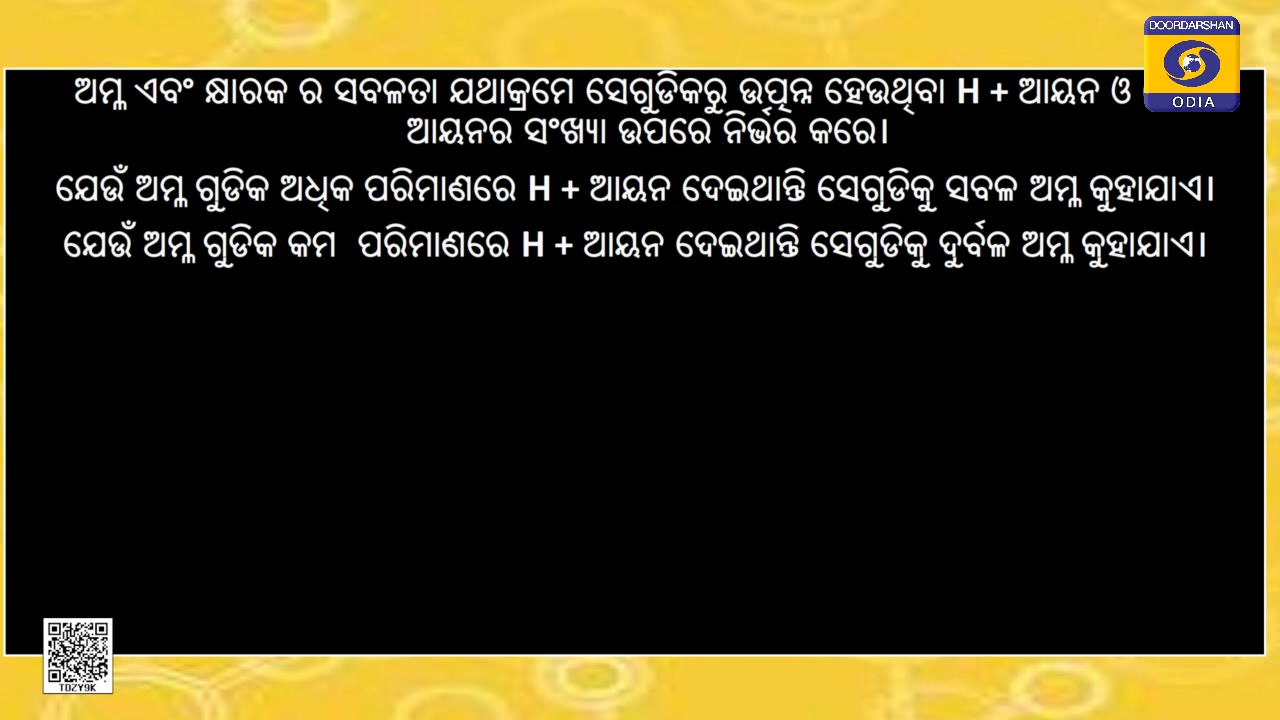 DOORDARSHAN
ODIA
ଅମ୍ଳ ଏବଂ କ୍ଷାରକ ର ସବଳତା ଯଥାକ୍ରମେ ସେଗୁଡିକରୁ ଉତ୍ପନ୍ନ ହେଉଥିବା H + ଆୟନ ଓ
ଆୟନର ସଂଖ୍ୟା ଉପରେ ନିର୍ଭର କରେ।
ଯେଉଁ ଅମ୍ଳ ଗୁଡିକ ଅଧିକ ପରିମାଣରେ H + ଆୟନ ଦେଇଥାନ୍ତି ସେଗୁଡିକୁ ସବଳ ଅମ୍ଳ କୁହାଯାଏ।
ଯେଉଁ ଅମ୍ଳ ଗୁଡିକ କମ ପରିମାଣରେ H + ଆୟନ ଦେଇଥାନ୍ତି ସେଗୁଡିକୁ ଦୁର୍ବଳ ଅମ୍ଳ କୁହାଯାଏ।
TDZY9K